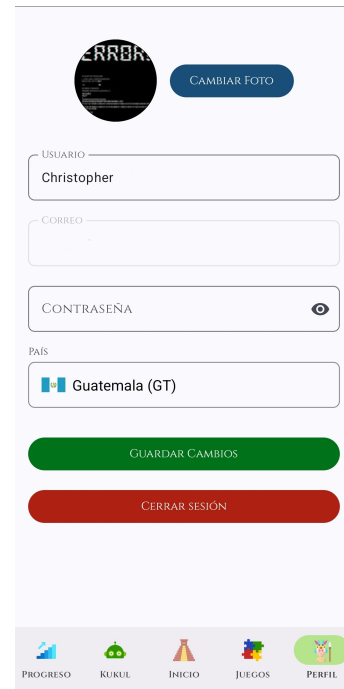 ERROR
CAMBIAR FOTO
USUARIO
Christopher
CORREO
CONTRASEÑA
PAÍS
Guatemala (GT)
GUARDAR CAMBIOS
CERRAR SESIÓN
PROGRESO KUKUL INICIO JUEGOS PERFIL